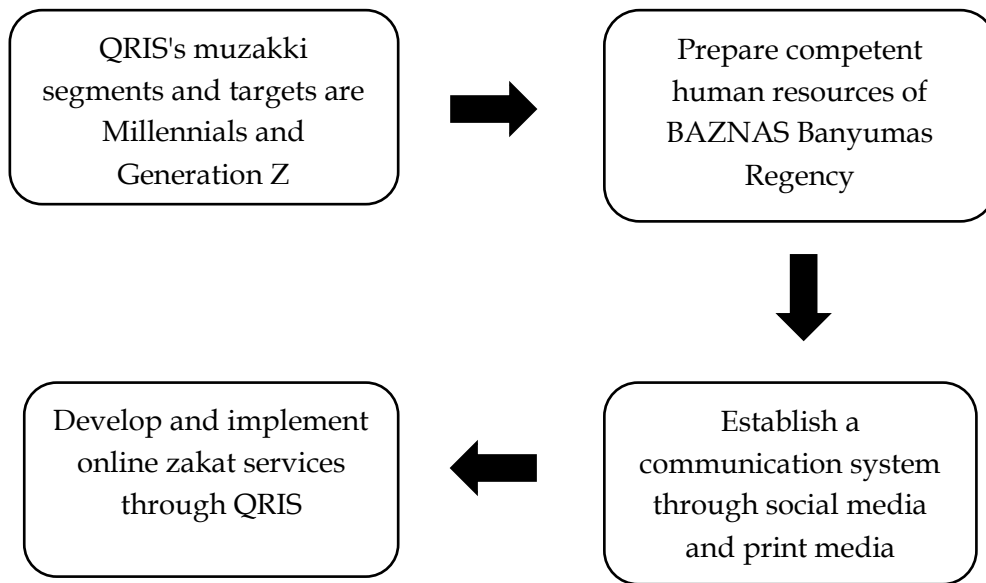 QRIS's muzakki
segments and targets are
Millennials and
Generation Z
Prepare competent
human resources of
BAZNAS Banyumas
Regency
Establish a
communication system
through social media
and print media
Develop and implement
online zakat services
through QRIS